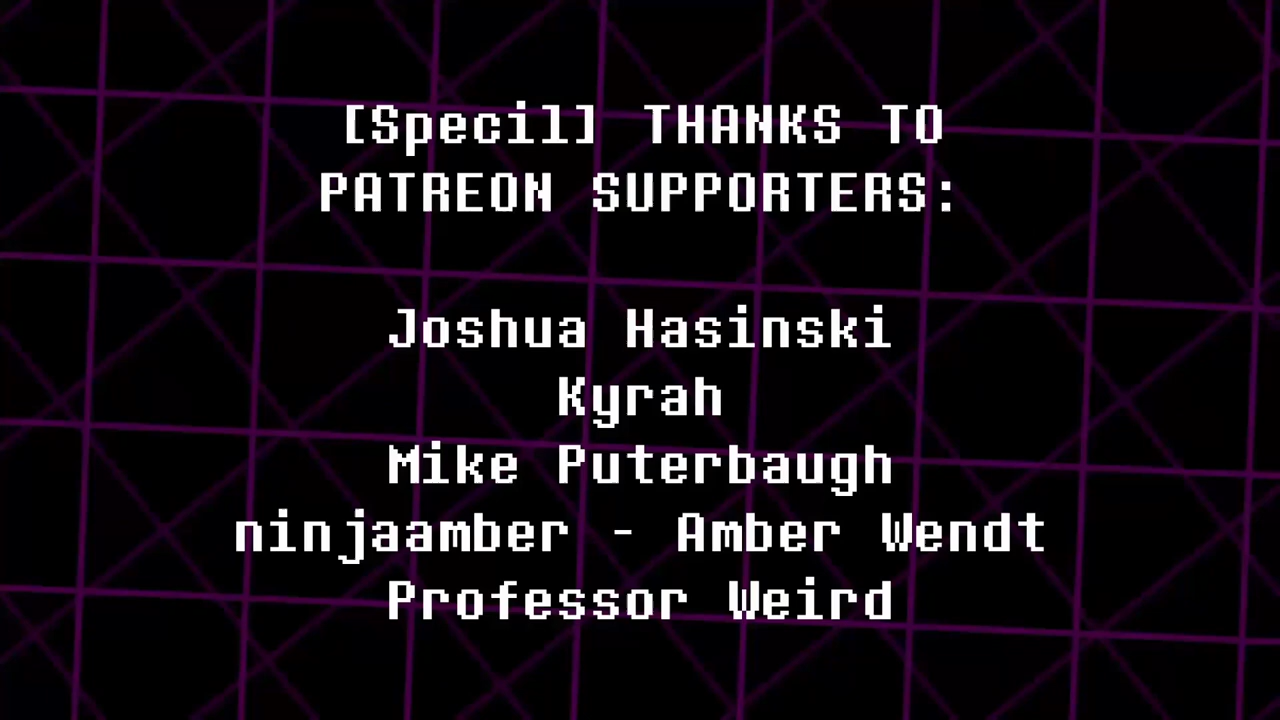 [Specil] THANKS TO
PATREON SUPPORTERS:
Joshua Hasinski
Kyrah
Mike Puterbaugh
ninjaamber - Amber Wendt
Professor Weird